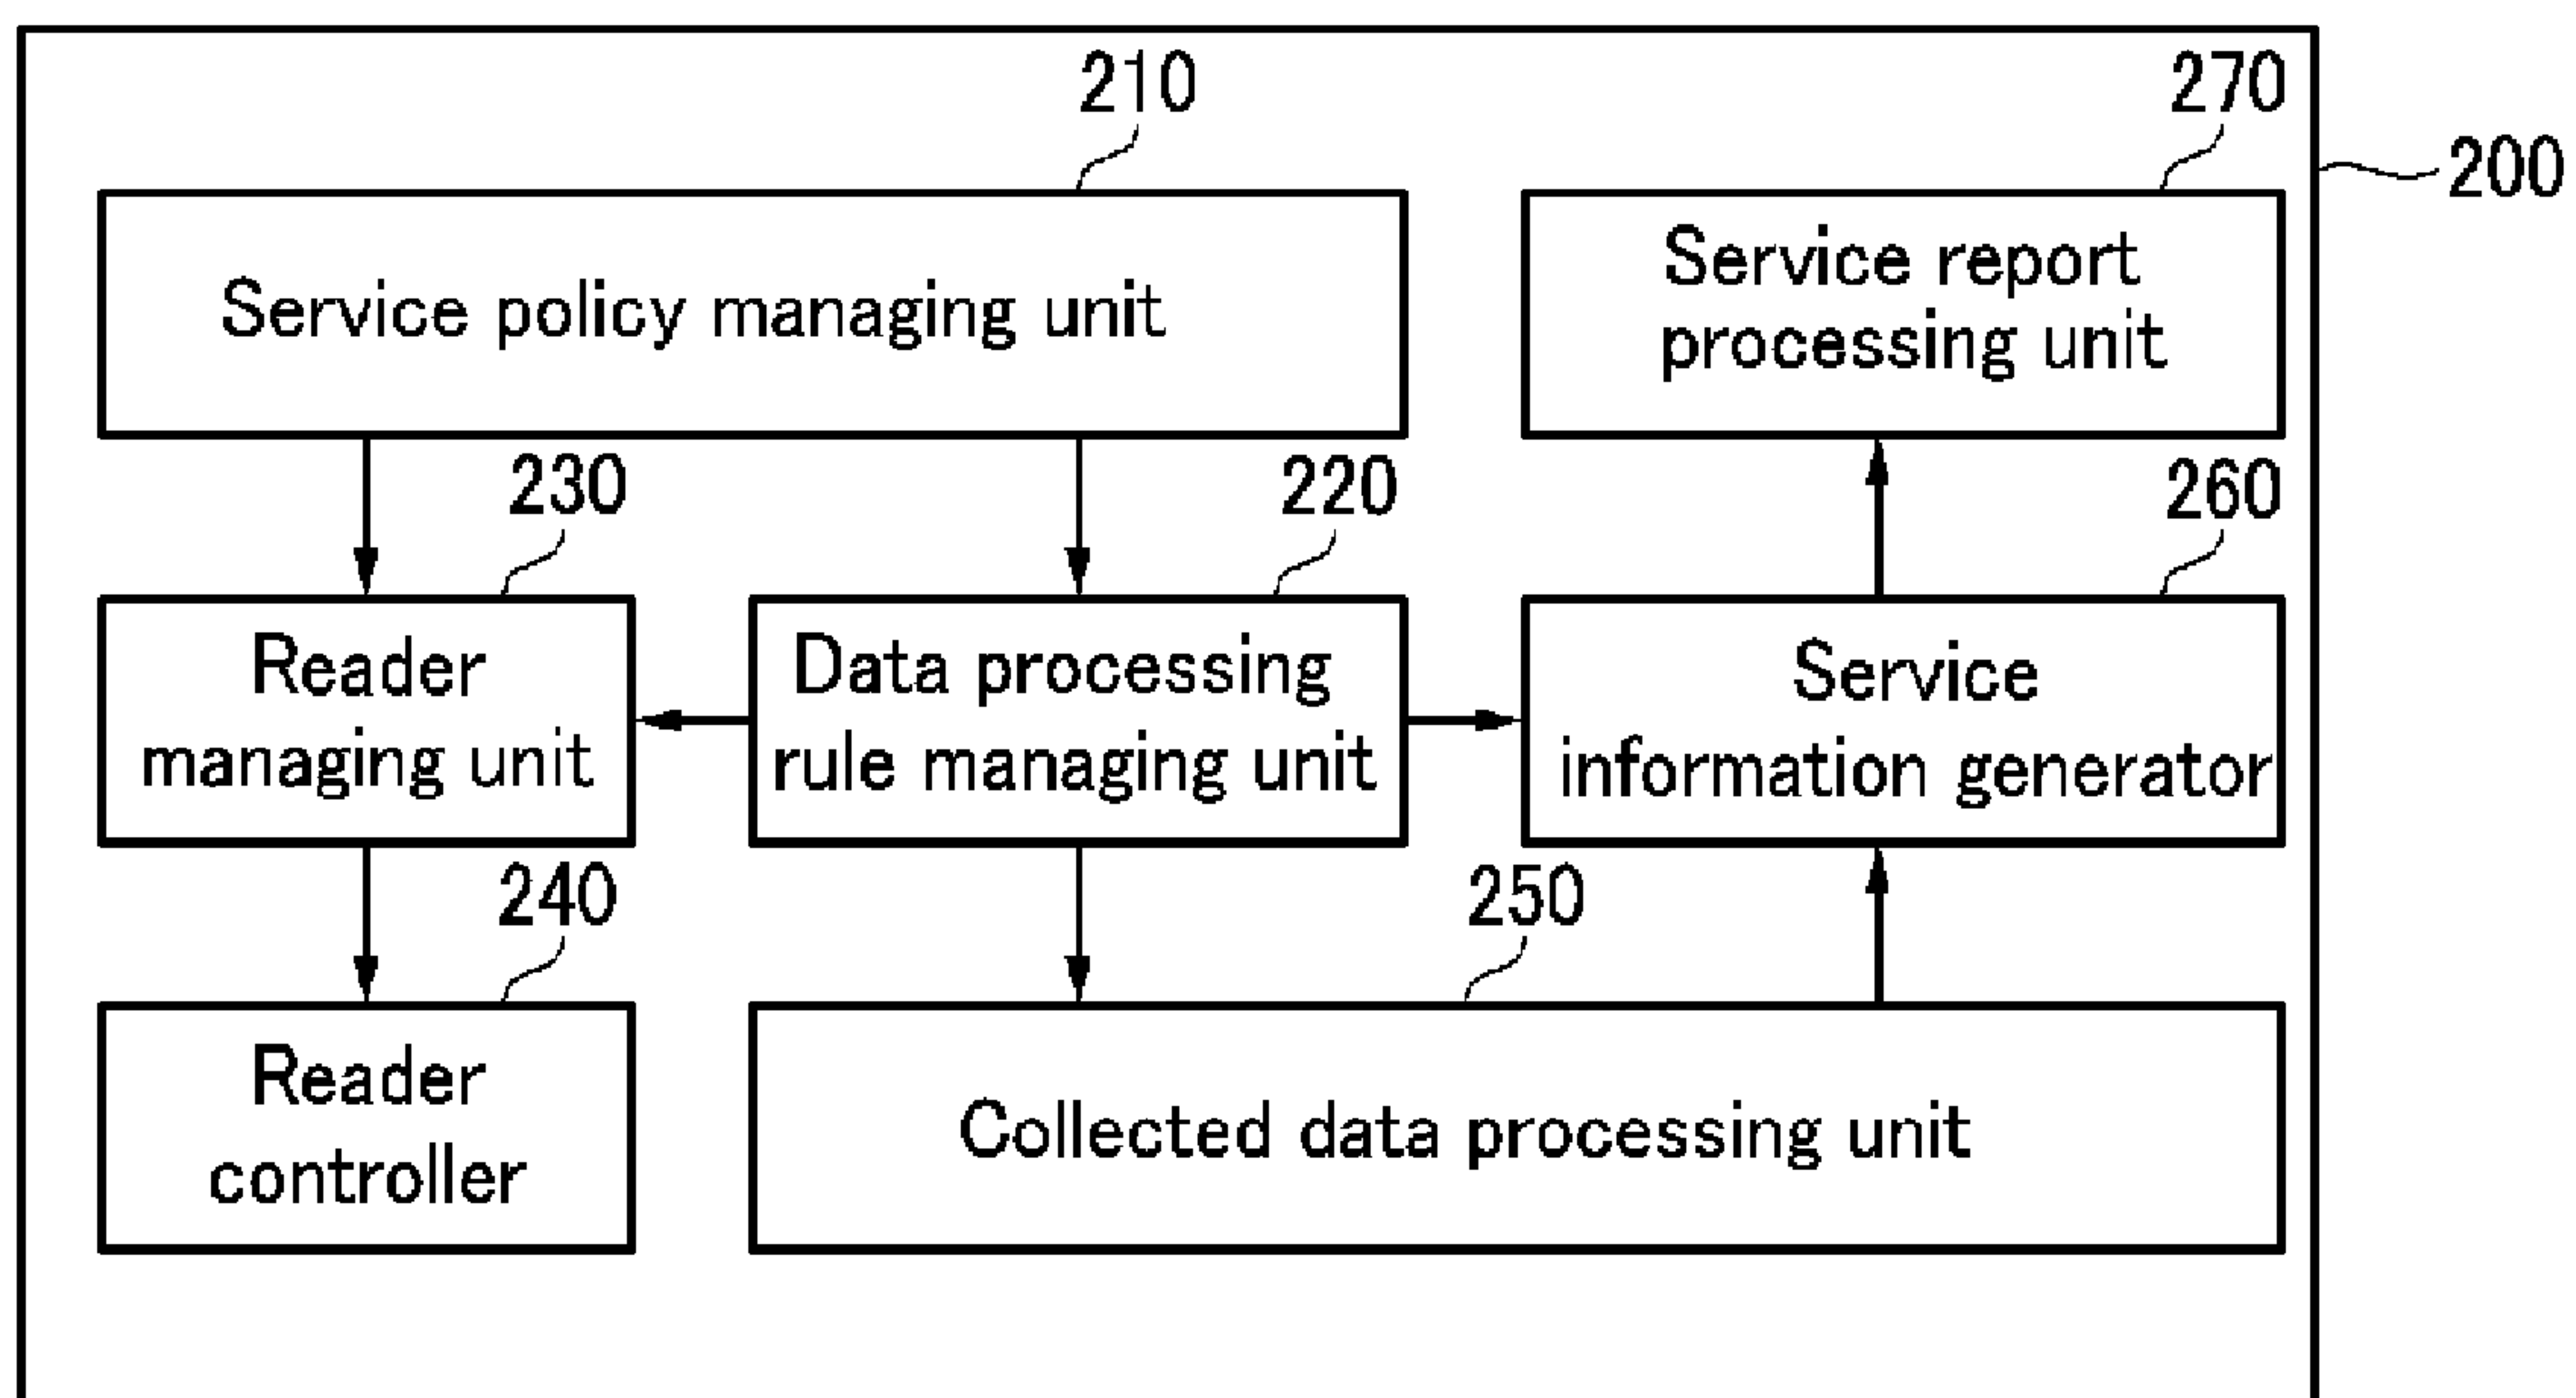 210
270
200
Service policy managing unit
Service report
processing unit
230
220
260
Reader
managing unit
Data processing
rule managing unit
Service
information generator
240
250
Reader
controller
Collected data processing unit